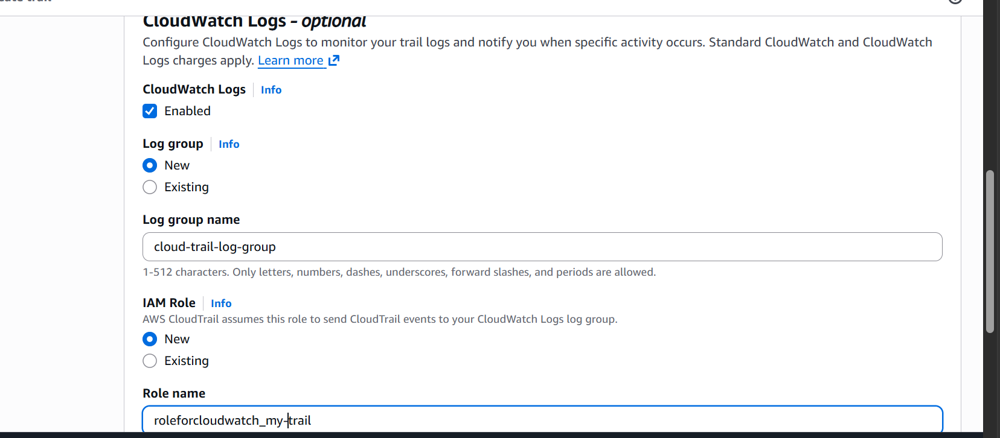 CloudWatch Logs - optional
Configure CloudWatch Logs to monitor your trail logs and notify you when specific activity occurs. Standard CloudWatch and CloudWatch
Logs charges apply. Learn more
CloudWatch Logs Info
Enabled
Log group Info
New
Existing
Log group name
cloud-trail-log-group
1-512 characters. Only letters, numbers, dashes, underscores, forward slashes, and periods are allowed.
IAM Role Info
AWS CloudTrail assumes this role to send CloudTrail events to your CloudWatch Logs log group.
New
Existing
Role name
roleforcloudwatch_my-trail